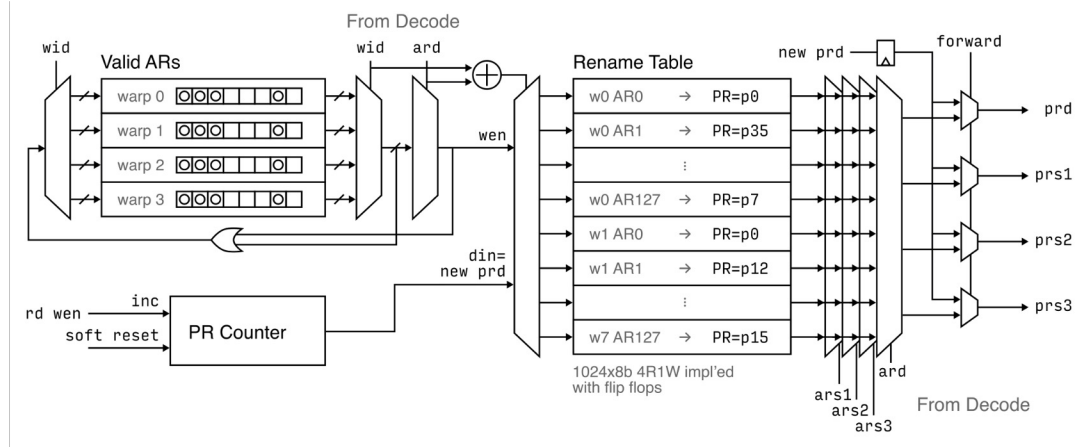 From Decode
wid
wid
ard
new prd
forward
Valid ARs
Rename Table
warp 0
warp 1
warp 2
warp 3
wen
w0 AR0 → PR=p0
w0 AR1 → PR=p35
⋮
w0 AR127 → PR=p7
w1 AR0 → PR=p0
w1 AR1 → PR=p12
⋮
w7 AR127 → PR=p15
prd
prs1
prs2
prs3
din=
new prd
rd wen
inc
soft reset
PR Counter
1024x8b 4R1W impl'ed
with flip flops
ard
ars1
ars2
ars3
From Decode